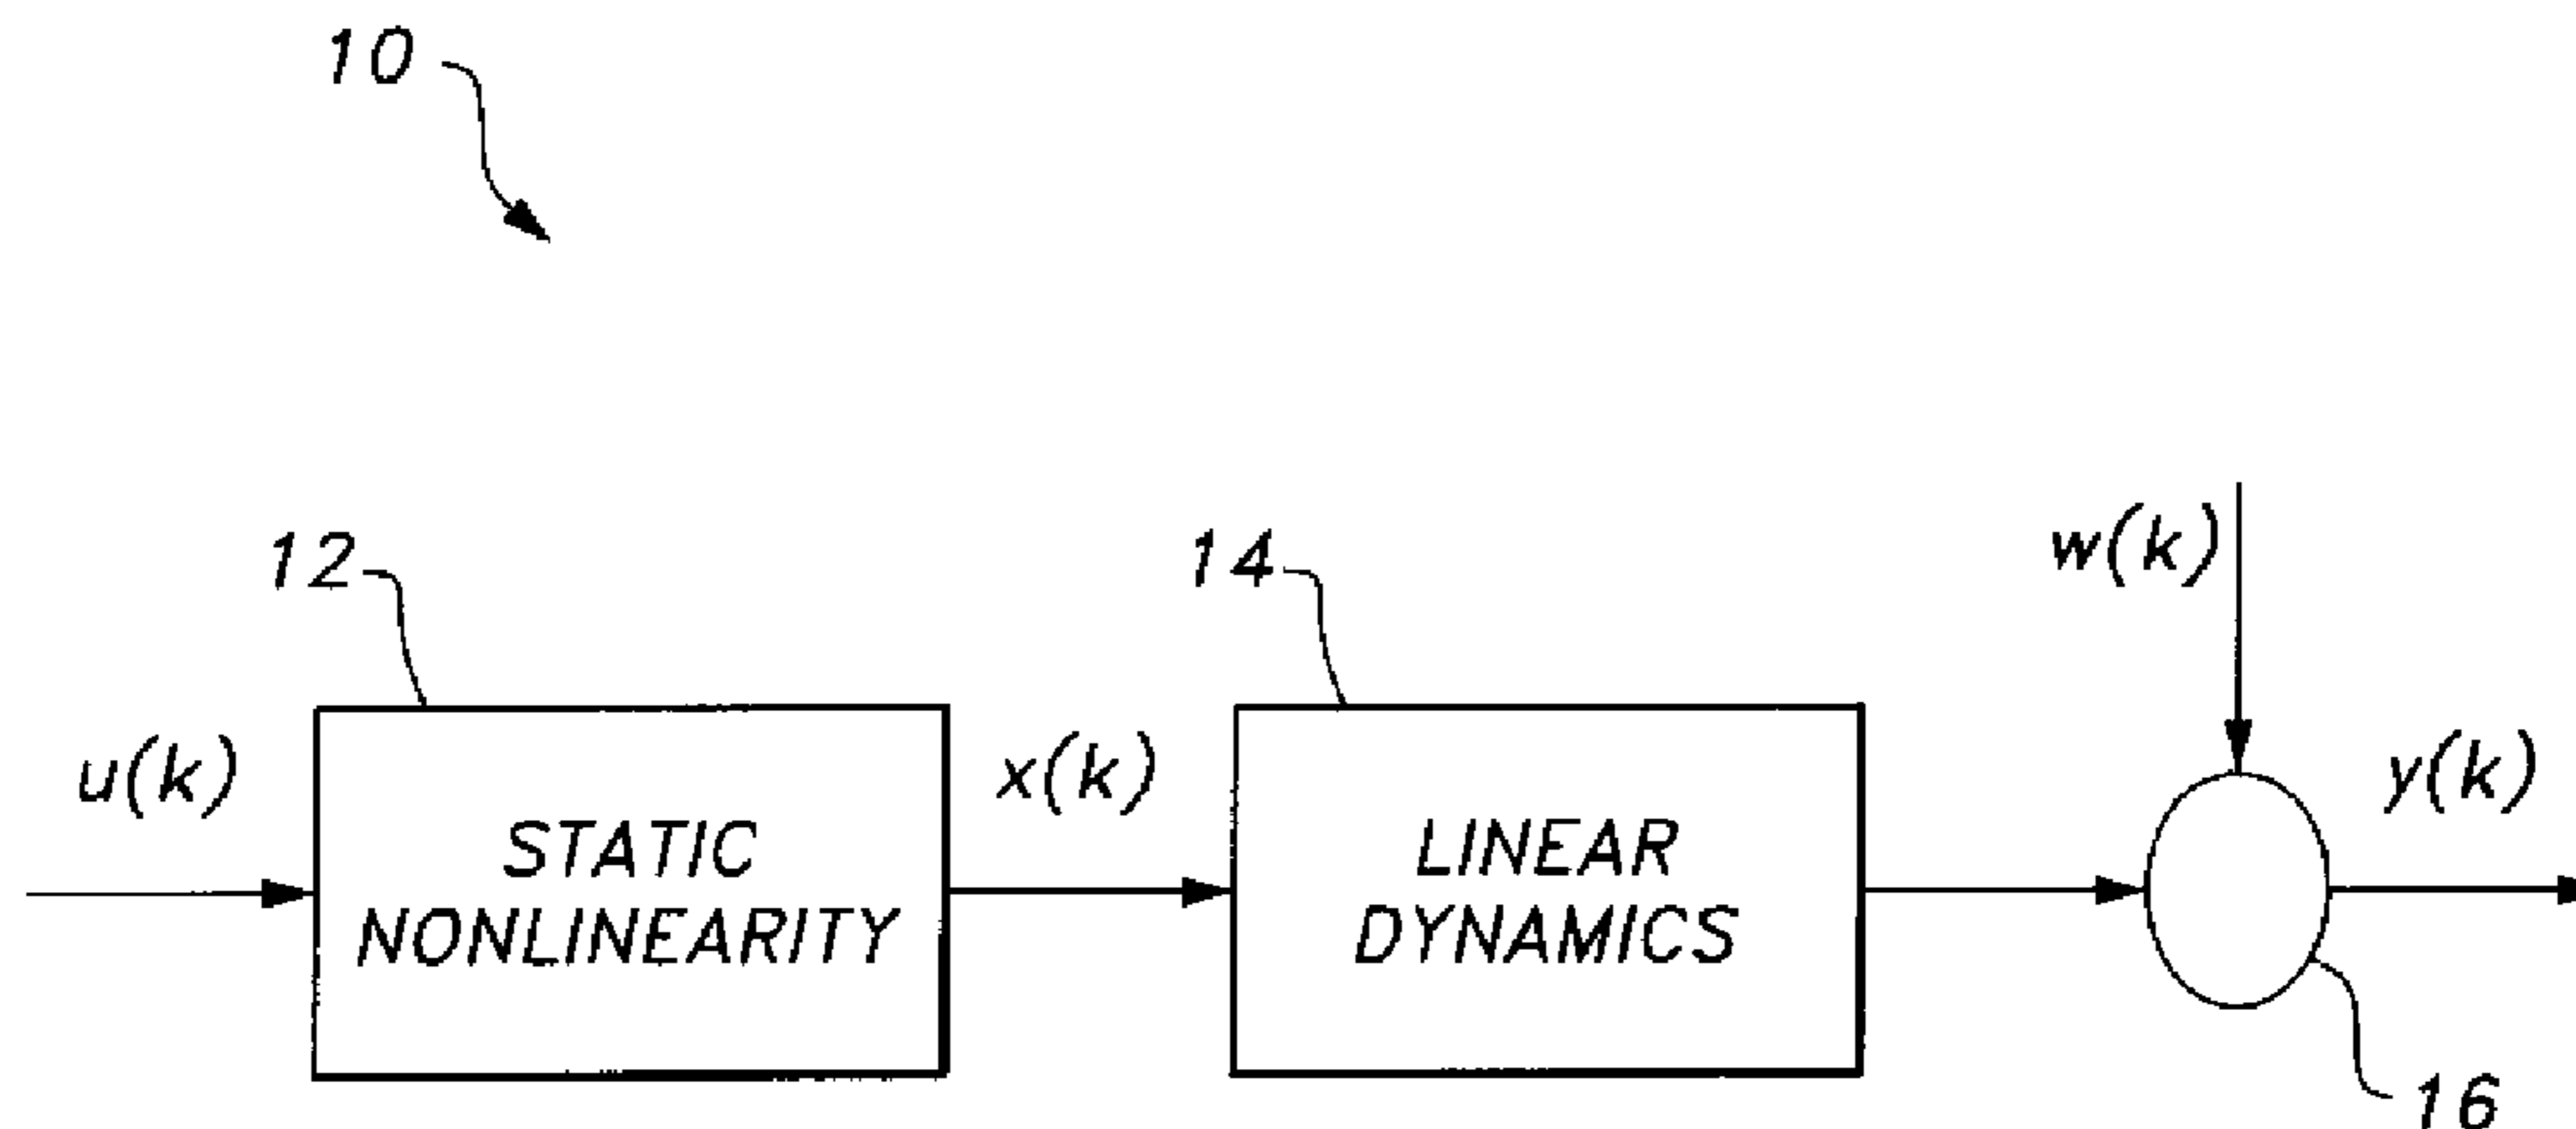 10
12
14
w(k)
u(k)
x(k)
y(k)
STATIC
NONLINEARITY
LINEAR
DYNAMICS
16